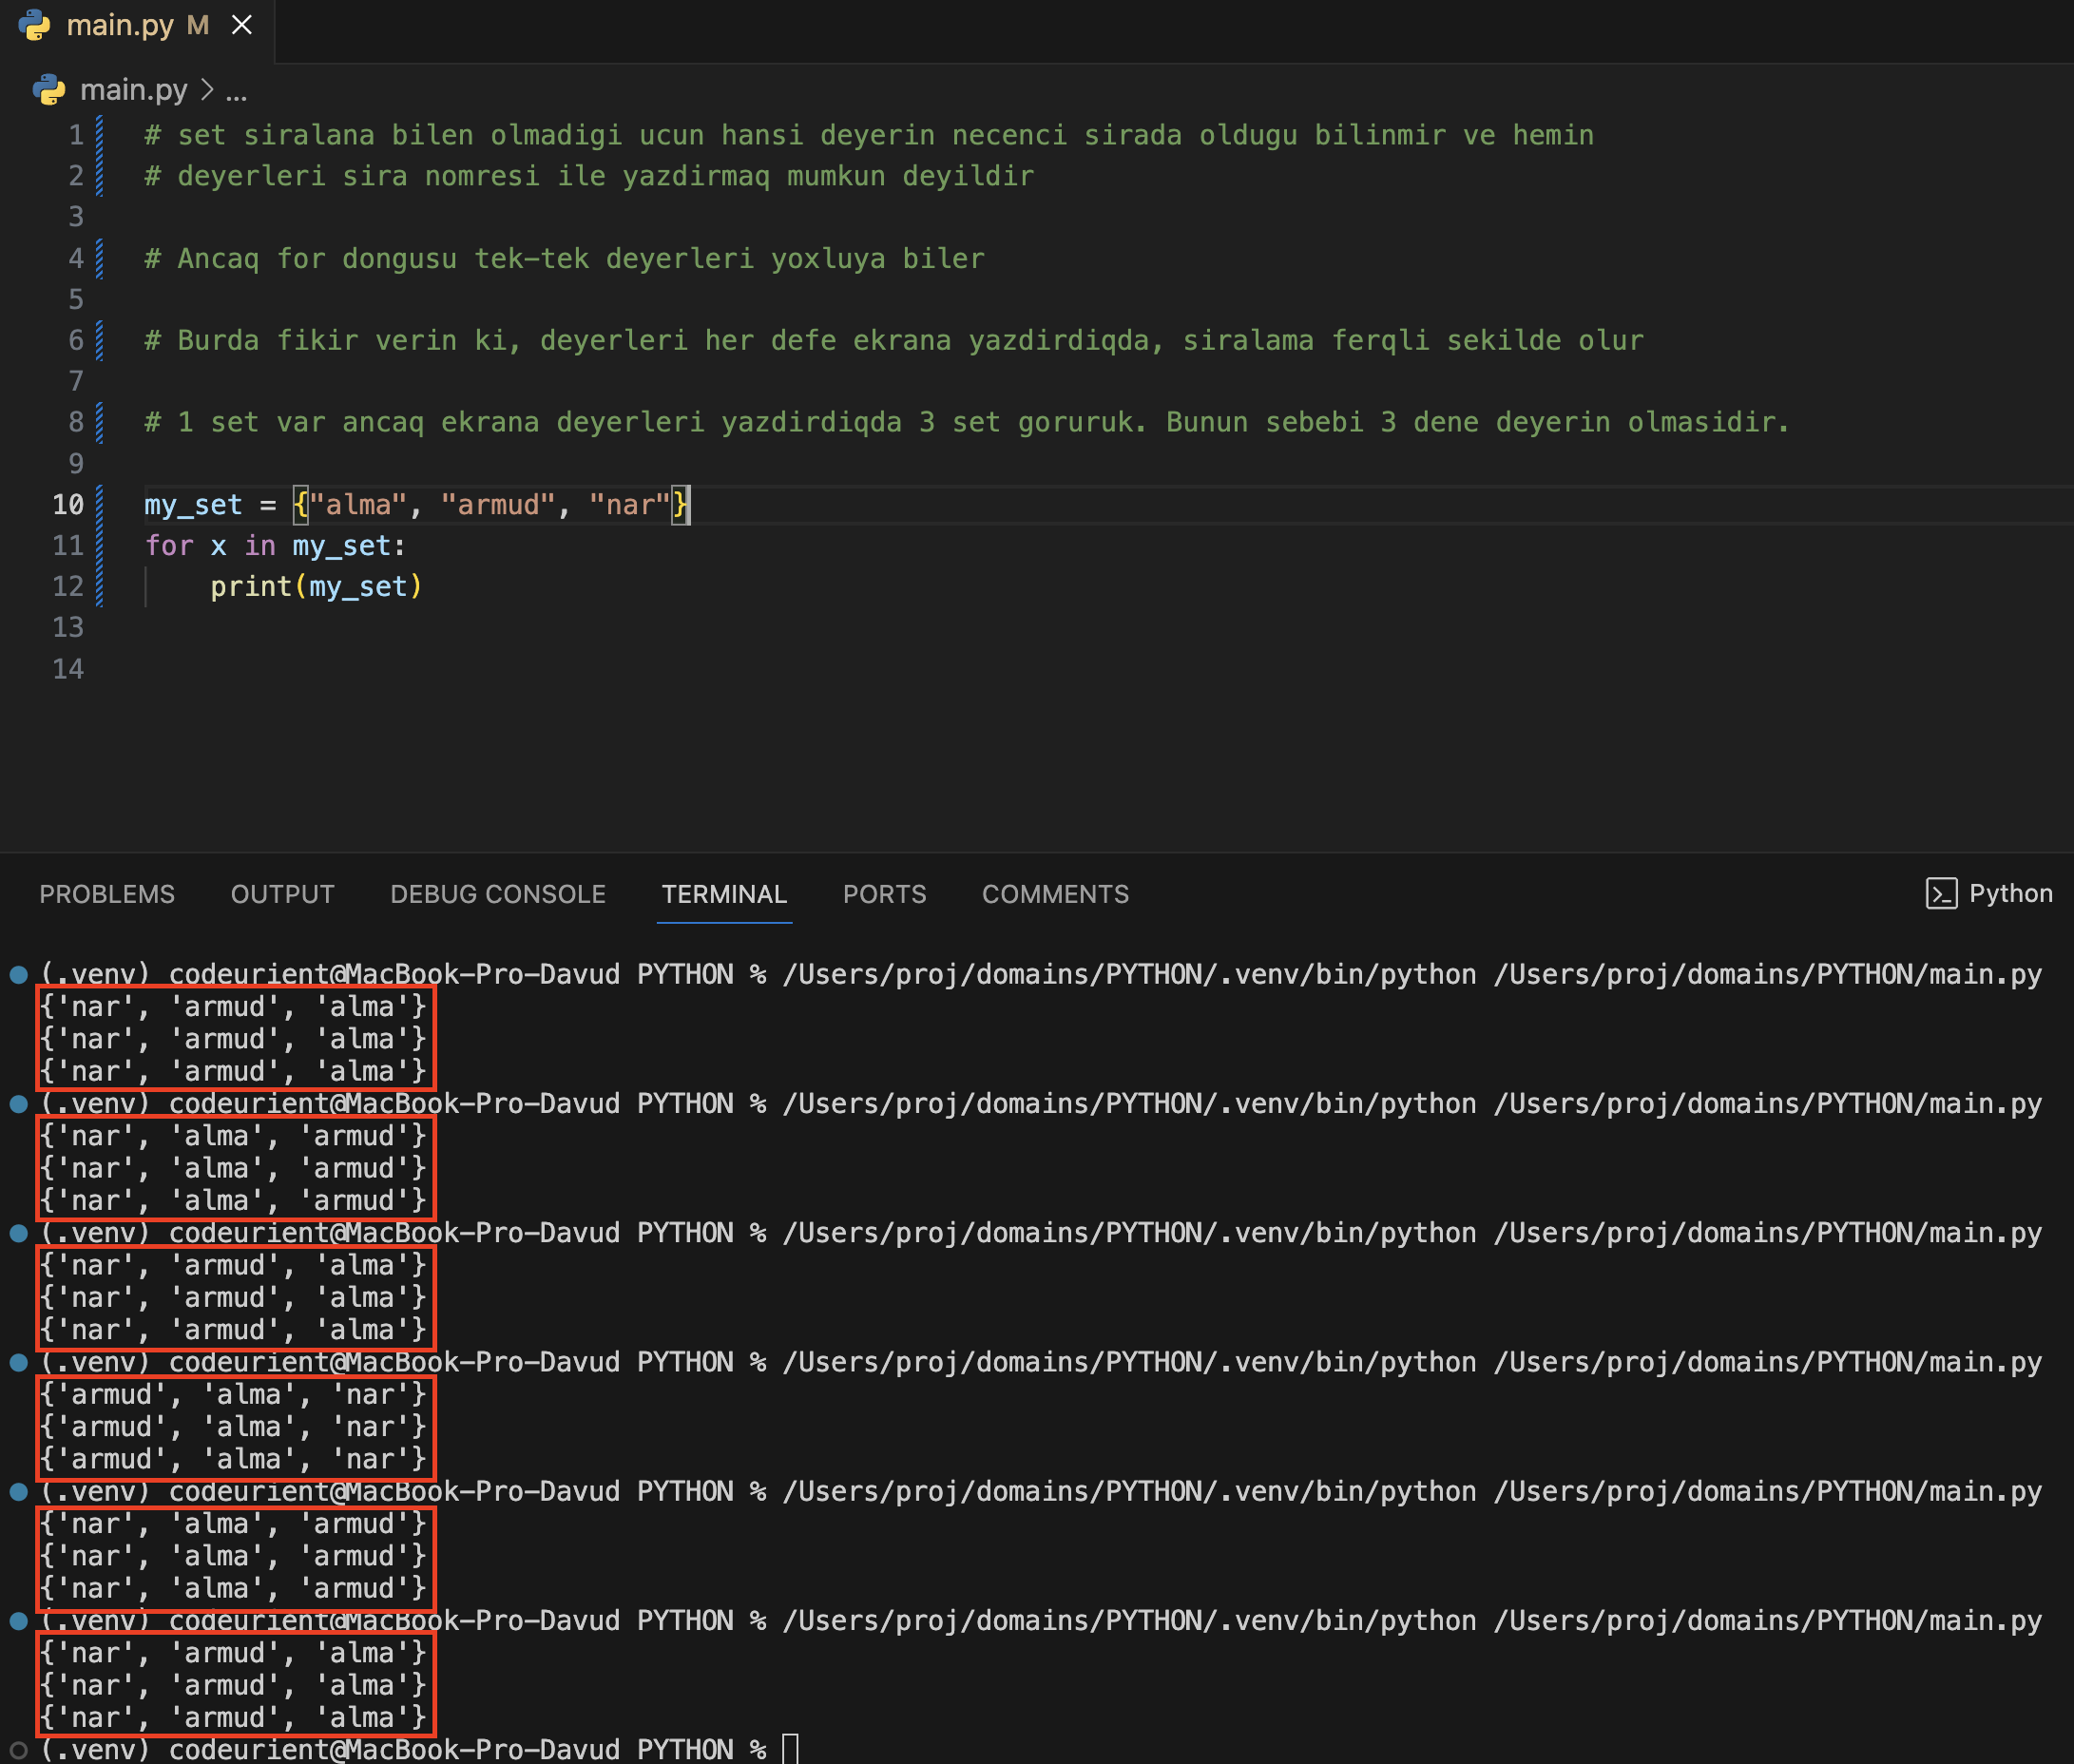 main.py M
main.py > ...
1 # set siralana bilen olmadigi ucun hansi deyerin necenci sirada oldugu bilinmir ve hemin
2 # deyerleri sira nomresi ile yazdirmaq mumkun deyildir
3
4 # Ancaq for dongusu tek-tek deyerleri yoxluya biler
5
6 # Burda fikir verin ki, deyerleri her defe ekrana yazdirdiqda, siralama ferqli sekilde olur
7
8 # 1 set var ancaq ekrana deyerleri yazdirdiqda 3 set goruruk. Bunun sebebi 3 dene deyerin olmasidir.
9
10 my_set = {"alma", "armud", "nar"}
11 for x in my_set:
12     print(my_set)
13
14
PROBLEMS OUTPUT DEBUG CONSOLE TERMINAL PORTS COMMENTS Python
(.venv) codeurient@MacBook-Pro-Davud PYTHON % /Users/proj/domains/PYTHON/.venv/bin/python /Users/proj/domains/PYTHON/main.py
{'nar', 'armud', 'alma'}
{'nar', 'armud', 'alma'}
{'nar', 'armud', 'alma'}
(.venv) codeurient@MacBook-Pro-Davud PYTHON % /Users/proj/domains/PYTHON/.venv/bin/python /Users/proj/domains/PYTHON/main.py
{'nar', 'alma', 'armud'}
{'nar', 'alma', 'armud'}
{'nar', 'alma', 'armud'}
(.venv) codeurient@MacBook-Pro-Davud PYTHON % /Users/proj/domains/PYTHON/.venv/bin/python /Users/proj/domains/PYTHON/main.py
{'nar', 'armud', 'alma'}
{'nar', 'armud', 'alma'}
{'nar', 'armud', 'alma'}
(.venv) codeurient@MacBook-Pro-Davud PYTHON % /Users/proj/domains/PYTHON/.venv/bin/python /Users/proj/domains/PYTHON/main.py
{'armud', 'alma', 'nar'}
{'armud', 'alma', 'nar'}
{'armud', 'alma', 'nar'}
(.venv) codeurient@MacBook-Pro-Davud PYTHON % /Users/proj/domains/PYTHON/.venv/bin/python /Users/proj/domains/PYTHON/main.py
{'nar', 'alma', 'armud'}
{'nar', 'alma', 'armud'}
{'nar', 'alma', 'armud'}
(.venv) codeurient@MacBook-Pro-Davud PYTHON % /Users/proj/domains/PYTHON/.venv/bin/python /Users/proj/domains/PYTHON/main.py
{'nar', 'armud', 'alma'}
{'nar', 'armud', 'alma'}
{'nar', 'armud', 'alma'}
(.venv) codeurient@MacBook-Pro-Davud PYTHON %